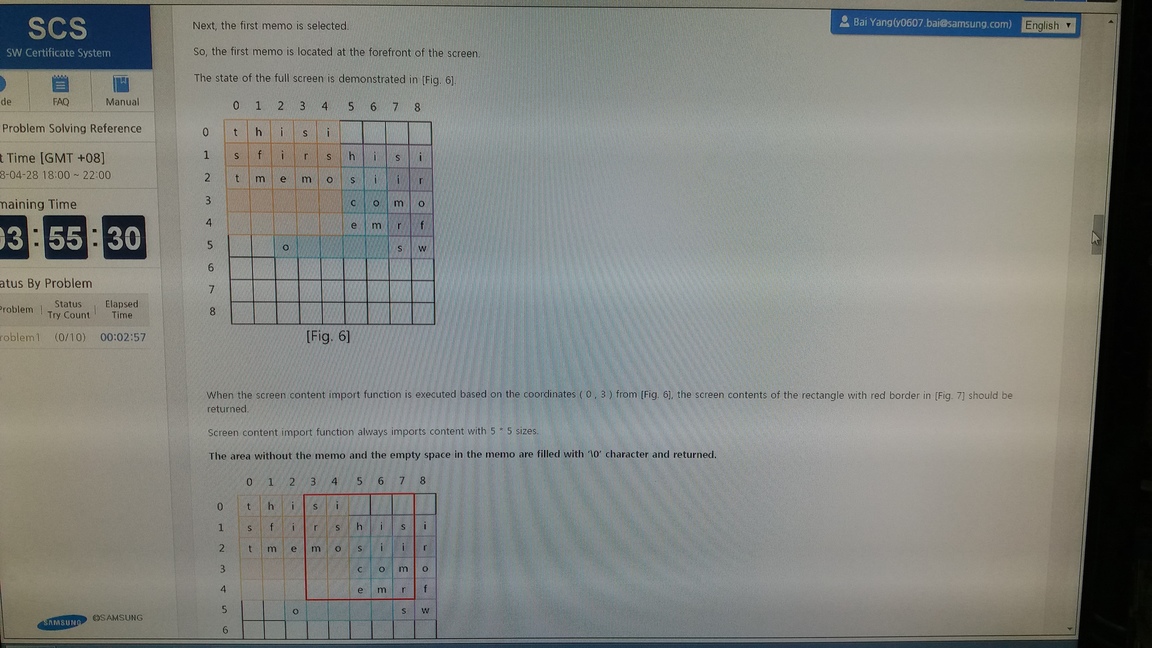 SCS
SW Certificate System
de
FAQ
Manual
Problem Solving Reference
t Time [GMT +08]
8-04-28 18:00 ~ 22:00
maining Time
03:55:30
atus By Problem
Problem
Status
Try Count
Elapsed
Time
roblem1 (0/10) 00:02:57
SAMSUNG ©SAMSUNG
Bai Yang(y0607.bai@samsung.com)
English
Next, the first memo is selected.
So, the first memo is located at the forefront of the screen.
The state of the full screen is demonstrated in [Fig. 6].
0 1 2 3 4 5 6 7 8
0 t h i s i
1 s f i r s h i s i
2 t m e m o s i i r
3 c o m o
4 e m r f
5 o s w
6
7
8
[Fig. 6]
When the screen content import function is executed based on the coordinates ( 0 , 3 ) from [Fig. 6], the screen contents of the rectangle with red border in [Fig. 7] should be
returned.
Screen content import function always imports content with 5 * 5 sizes.
The area without the memo and the empty space in the memo are filled with '\0' character and returned.
0 1 2 3 4 5 6 7 8
0 t h i s i
1 s f i r s h i s i
2 t m e m o s i i r
3 c o m o
4 e m r f
5 o s w
6